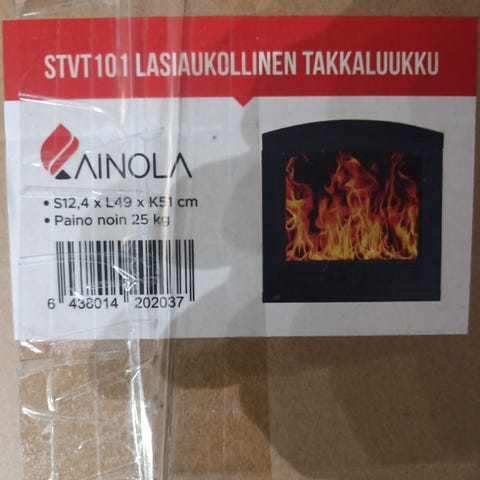 STVT101 LASIAUKOLLINEN TAKKALUUKKU
AINOLA
• S12,4 x L49 x K51 cm
• Paino noin 25 kg
6 438014 202037